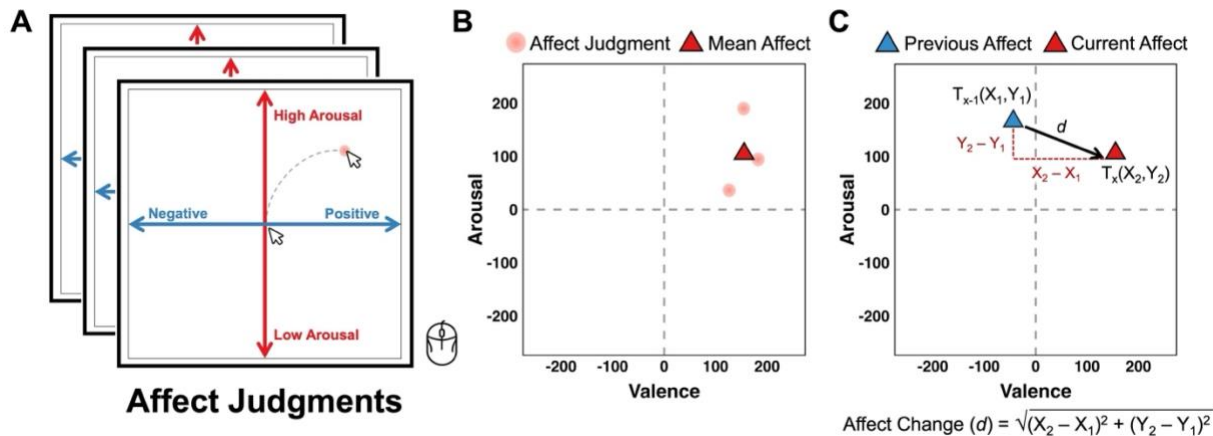 A
High Arousal
Negative
Positive
Low Arousal
Affect Judgments
B
Affect Judgment
Mean Affect
Arousal
200
100
0
-100
-200
-200
-100
0
100
200
Valence
C
Previous Affect
Current Affect
Arousal
200
100
0
-100
-200
Tx-1(X1,Y1)
d
Y2 – Y1
X2 – X1
Tx(X2,Y2)
-200
-100
0
100
200
Valence
Affect Change (d) = √(X2 – X1)² + (Y2 – Y1)²